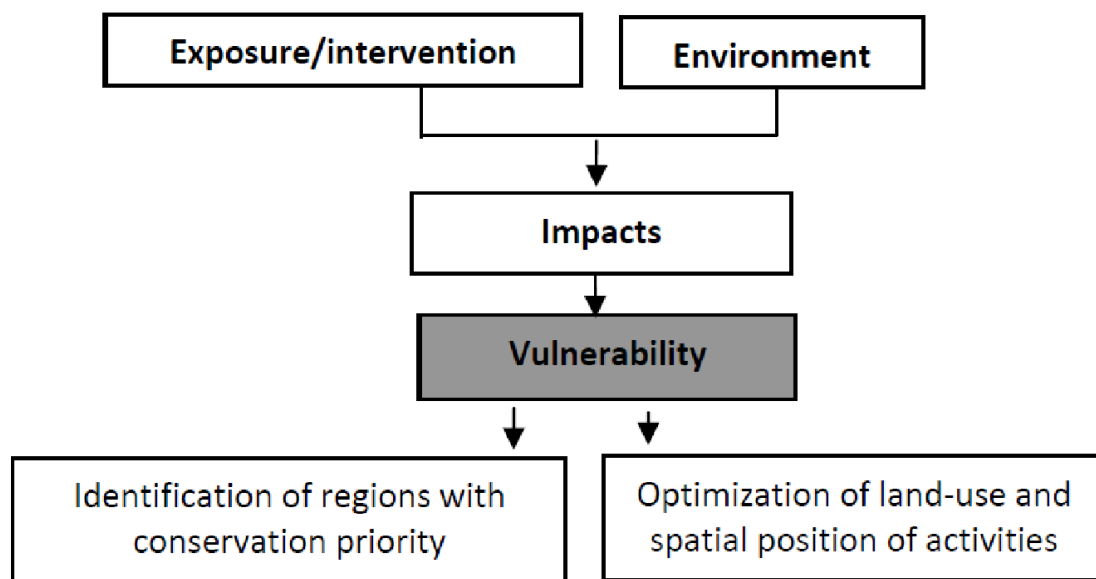 Exposure/intervention
Environment
Impacts
Vulnerability
Identification of regions with
conservation priority
Optimization of land-use and
spatial position of activities